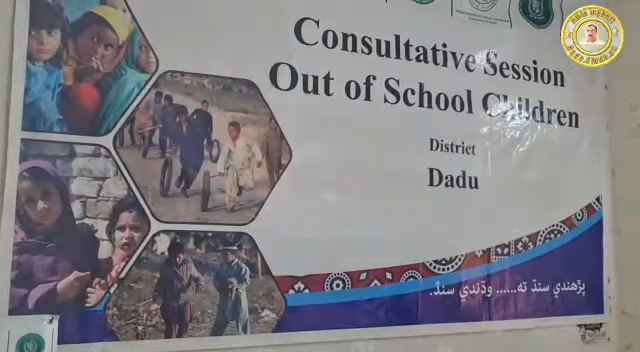 Consultative Session
Out of School Children
District
Dadu
پڙهندي سنڌ ته...... وڌندي سنڌ.